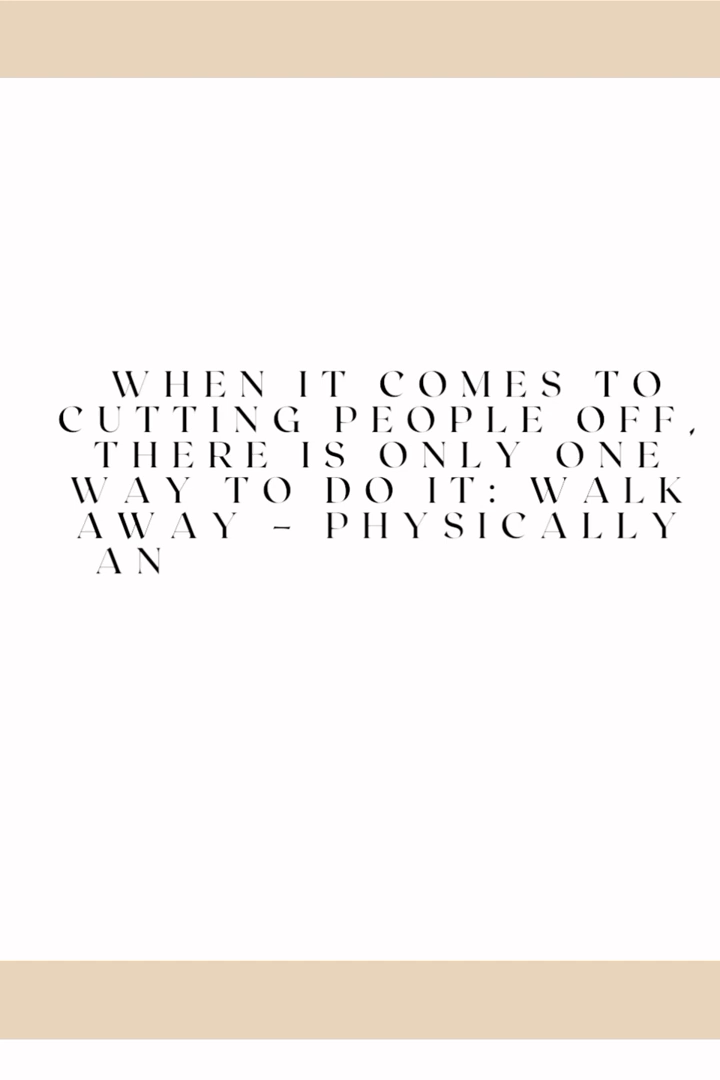 WHEN IT COMES TO
CUTTING PEOPLE OFF,
THERE IS ONLY ONE
WAY TO DO IT: WALK
AWAY – PHYSICALLY
AN